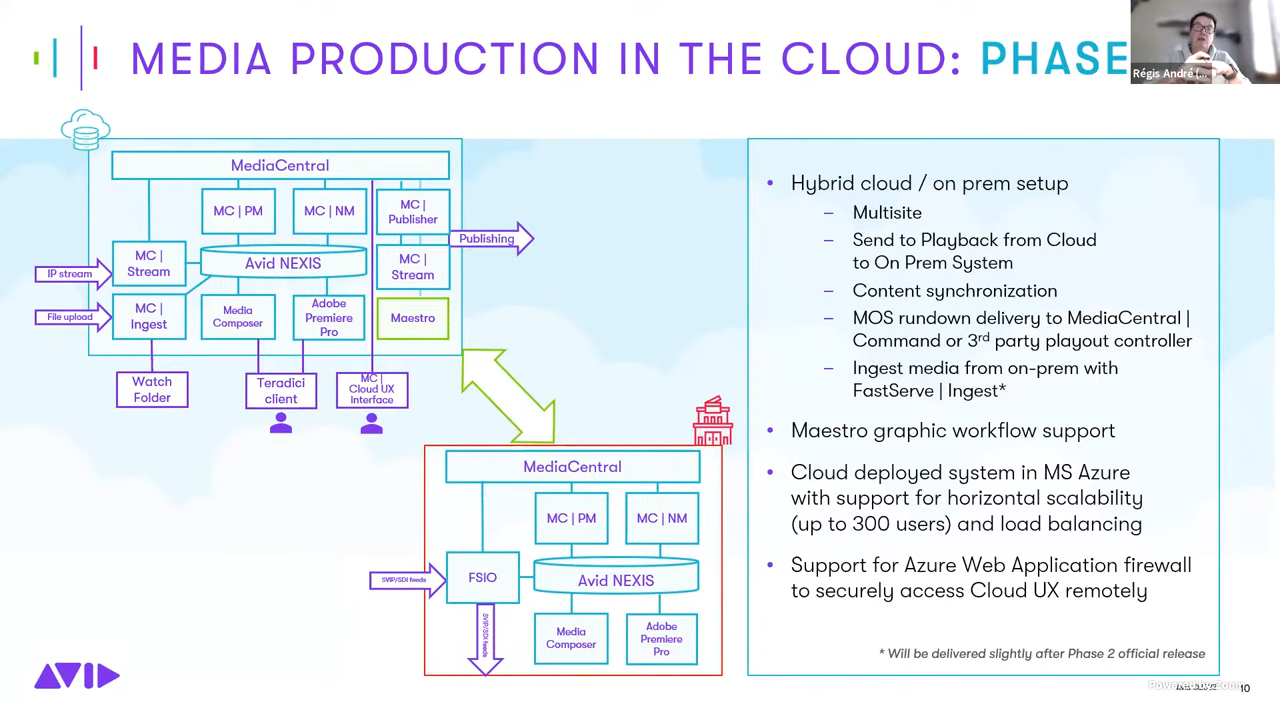 MEDIA PRODUCTION IN THE CLOUD: PHASE
Régis André (...
MediaCentral
MC | PM
MC | NM
MC |
Publisher
Publishing
MC |
Stream
Avid NEXIS
MC |
Stream
IP stream
File upload
MC |
Ingest
Media
Composer
Adobe
Premiere
Pro
Maestro
Watch
Folder
Teradici
client
MC |
Cloud UX
Interface
MediaCentral
MC | PM
MC | NM
SVIP/SDI feeds
FSIO
Avid NEXIS
SVIP/SDI feeds
Media
Composer
Adobe
Premiere
Pro
• Hybrid cloud / on prem setup
– Multisite
– Send to Playback from Cloud
to On Prem System
– Content synchronization
– MOS rundown delivery to MediaCentral |
Command or 3rd party playout controller
– Ingest media from on-prem with
FastServe | Ingest*
• Maestro graphic workflow support
• Cloud deployed system in MS Azure
with support for horizontal scalability
(up to 300 users) and load balancing
• Support for Azure Web Application firewall
to securely access Cloud UX remotely
* Will be delivered slightly after Phase 2 official release
AVID
Powered by Zoom
10